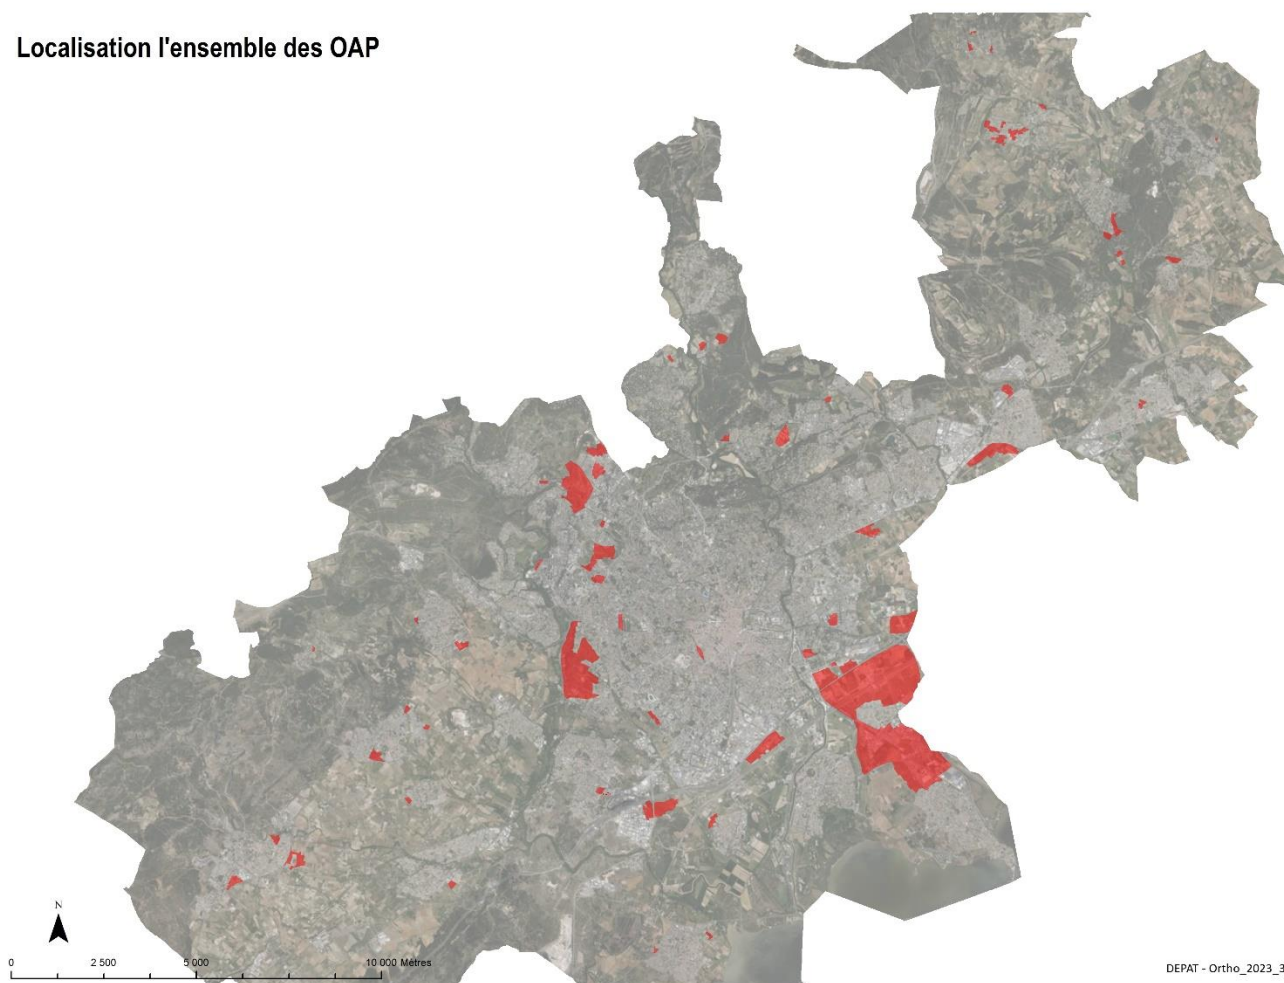 Localisation l'ensemble des OAP
N
0 2 500 5 000 10 000 Mètres
DEPAT - Ortho_2023_3